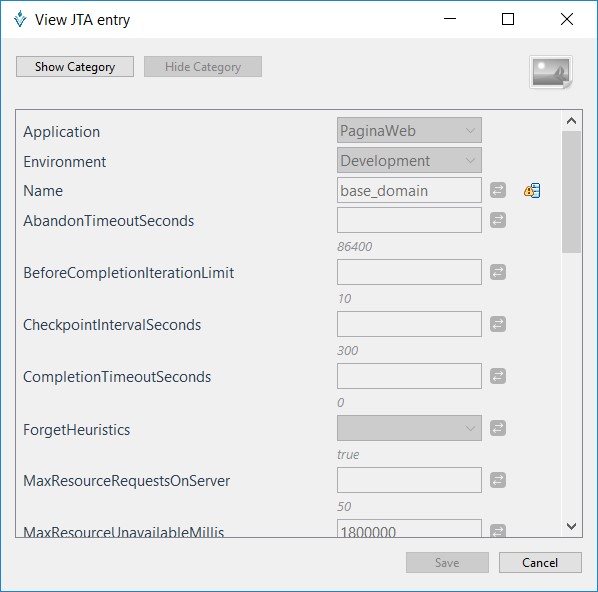 View JTA entry
Show Category Hide Category
Application PaginaWeb
Environment Development
Name base_domain
AbandonTimeoutSeconds
86400
BeforeCompletionIterationLimit
10
CheckpointIntervalSeconds
300
CompletionTimeoutSeconds
0
ForgetHeuristics
true
MaxResourceRequestsOnServer
50
MaxResourceUnavailableMillis 1800000
Save Cancel